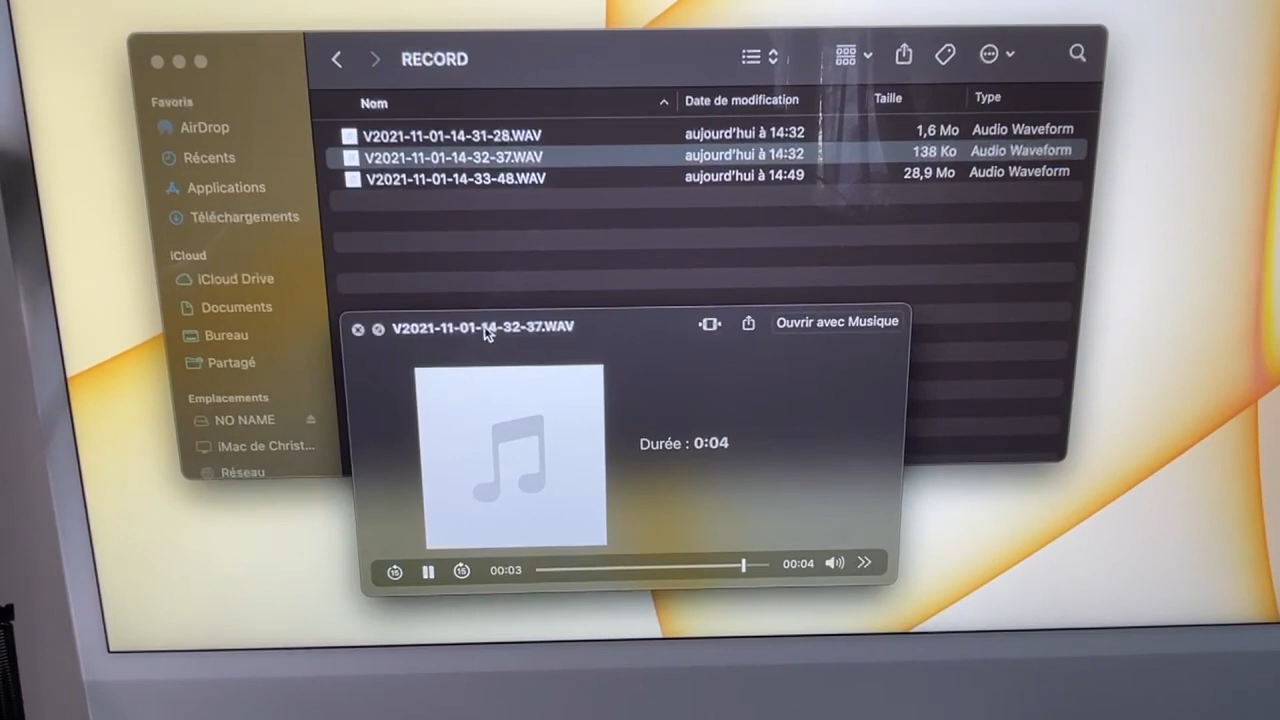 RECORD
Favoris
AirDrop
Récents
Applications
Téléchargements
iCloud
iCloud Drive
Documents
Bureau
Partagé
Emplacements
NO NAME
iMac de Christ...
Réseau
Nom Date de modification Taille Type
V2021-11-01-14-31-28.WAV aujourd'hui à 14:32 1,6 Mo Audio Waveform
V2021-11-01-14-32-37.WAV aujourd'hui à 14:32 138 Ko Audio Waveform
V2021-11-01-14-33-48.WAV aujourd'hui à 14:49 28,9 Mo Audio Waveform
V2021-11-01-14-32-37.WAV Ouvrir avec Musique
Durée : 0:04
15 15 00:03 00:04